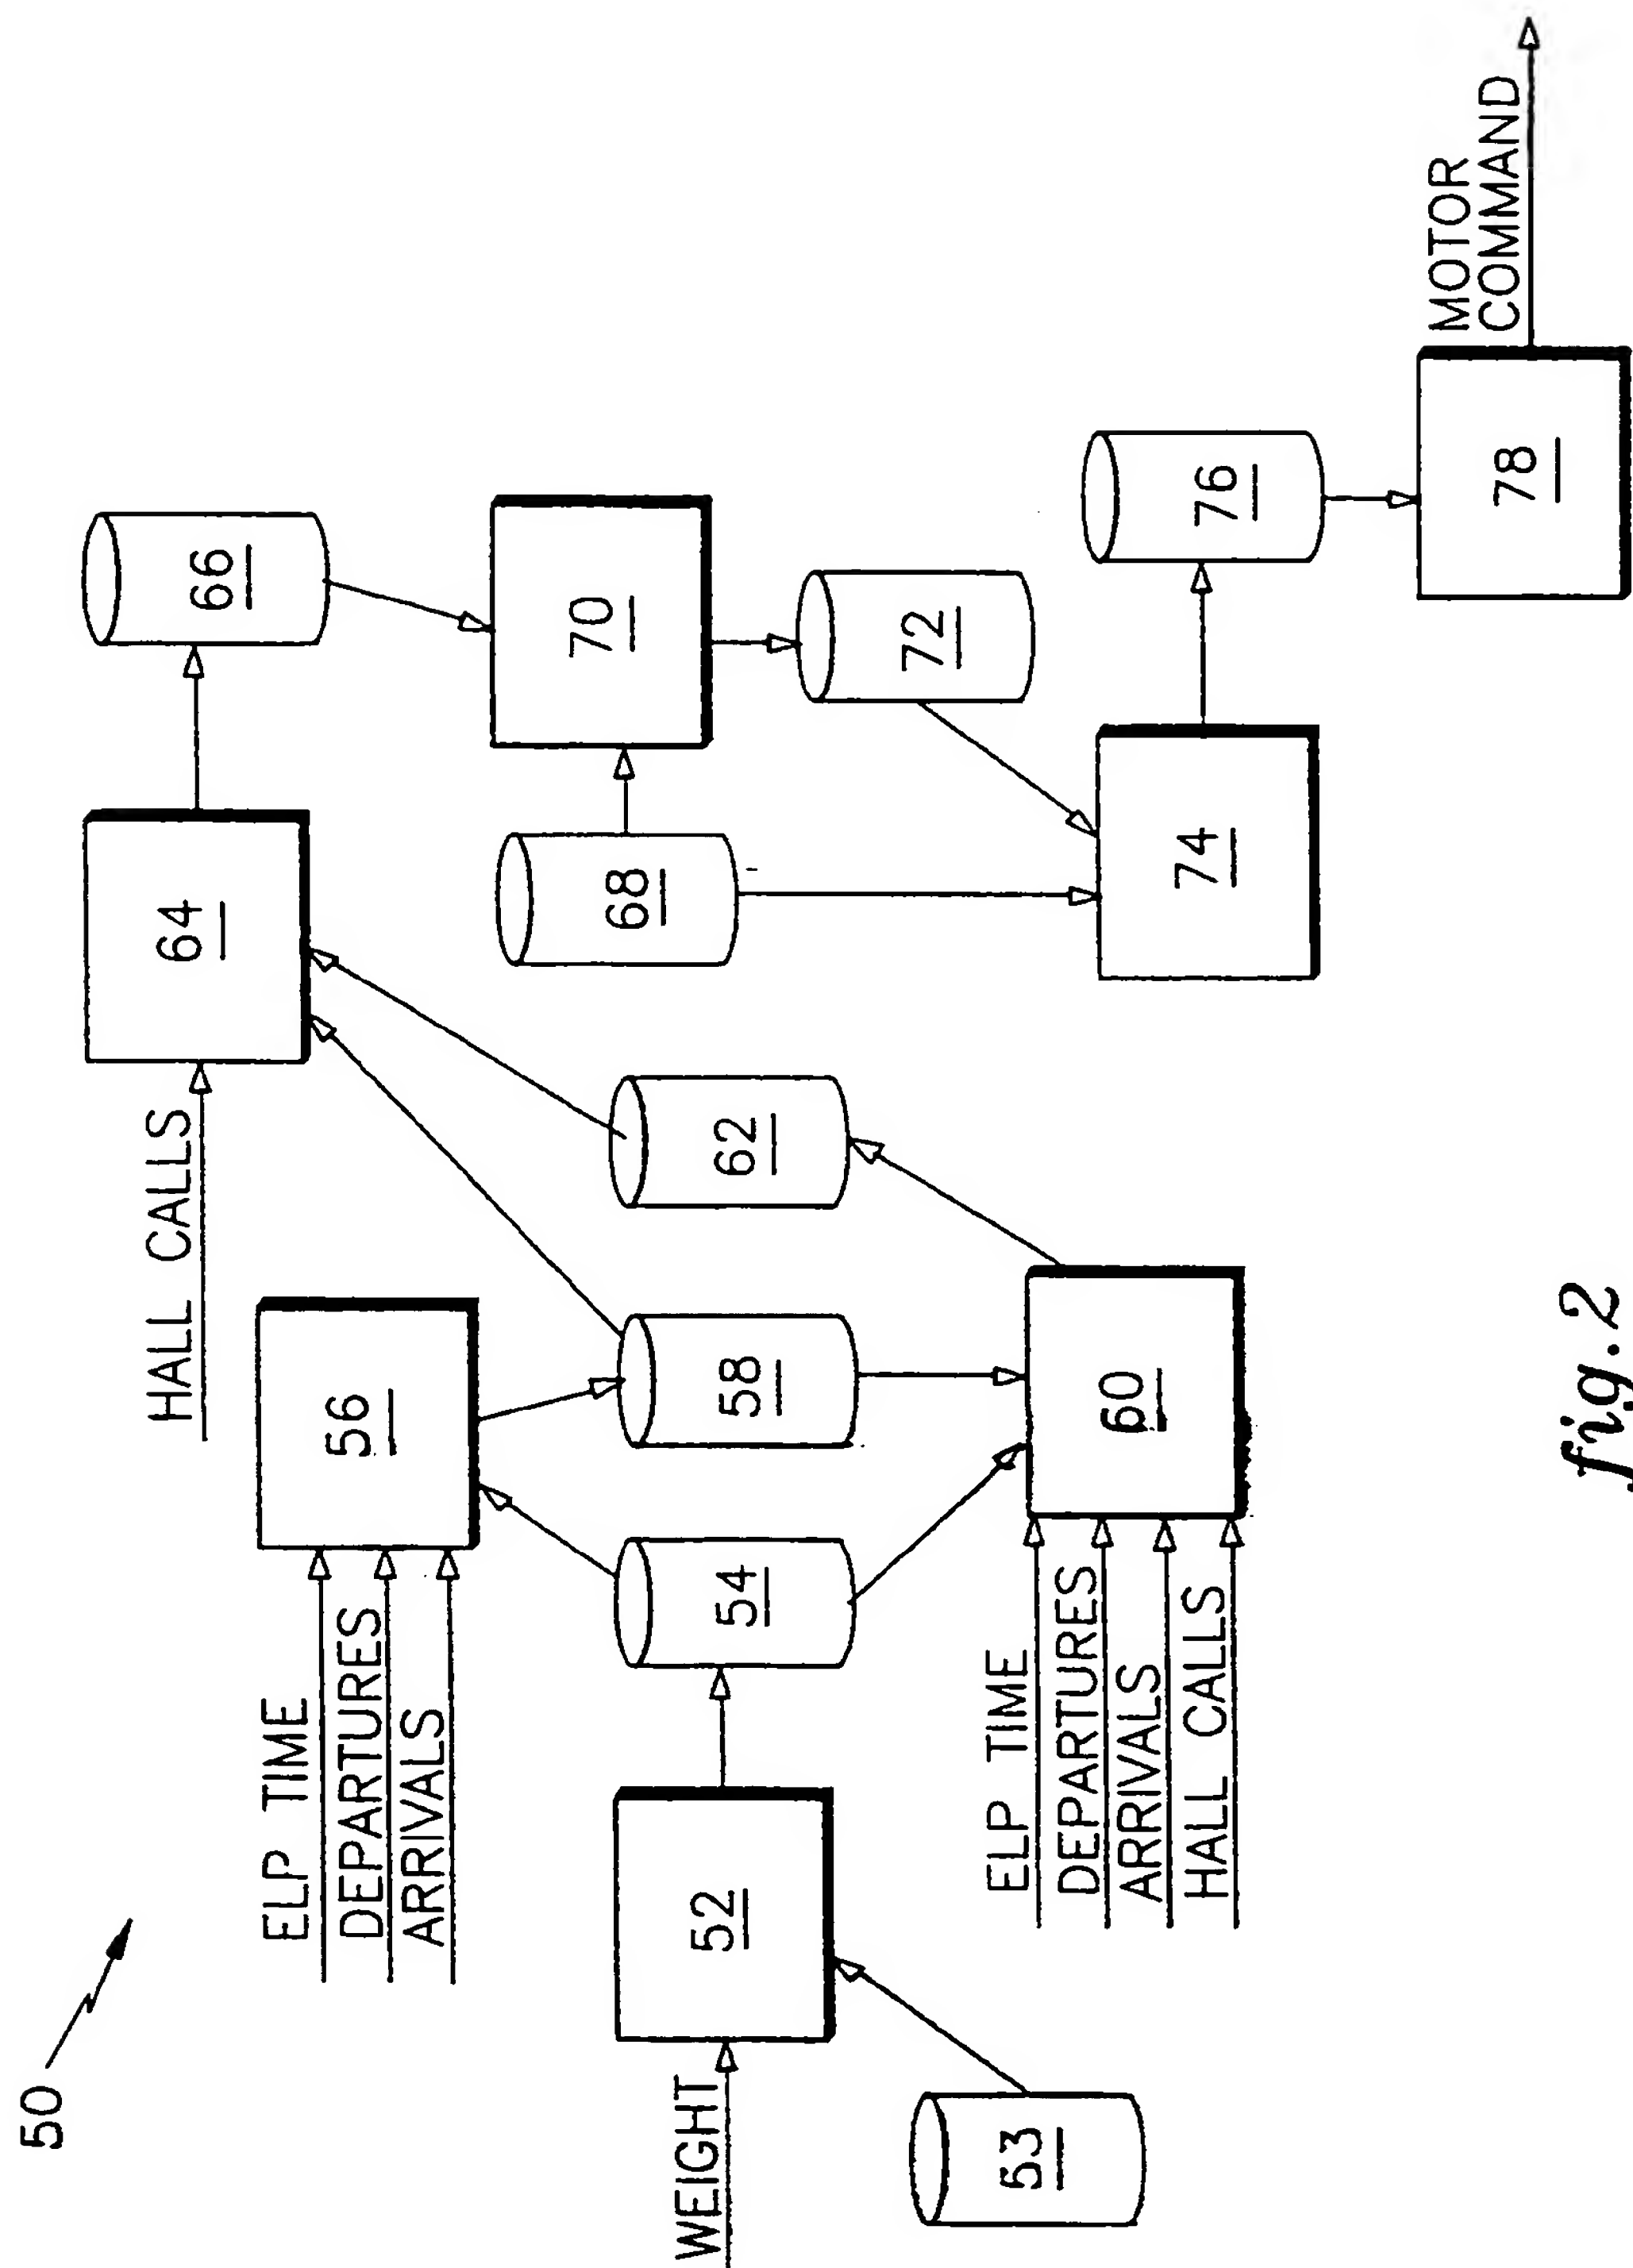 50
HALL CALLS
64
66
ELP TIME
DEPARTURES
ARRIVALS
56
68
70
WEIGHT
52
54
58
62
72
53
ELP TIME
DEPARTURES
ARRIVALS
HALL CALLS
60
74
76
MOTOR
COMMAND
78
fig.2